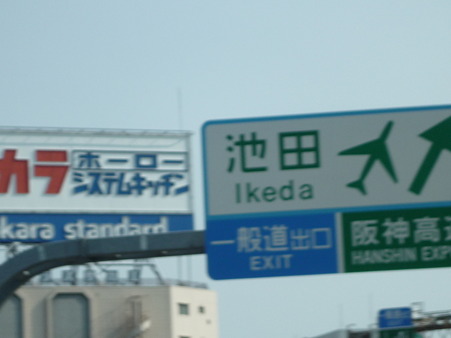 カラ
ホーロー
システムキッチン
kara standard
池田
Ikeda
一般道出口
EXIT
阪神高速
HANSHIN EXP